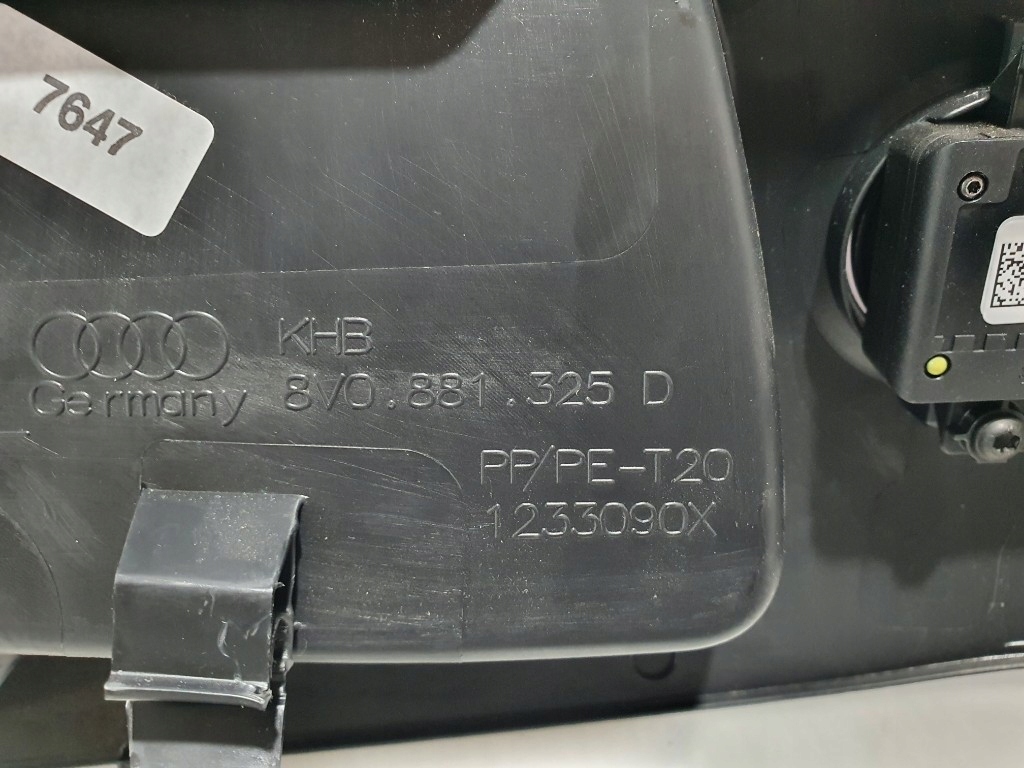 7647
KHB
Germany 8V0.881.325 D
PP/PE-T20
1233090X